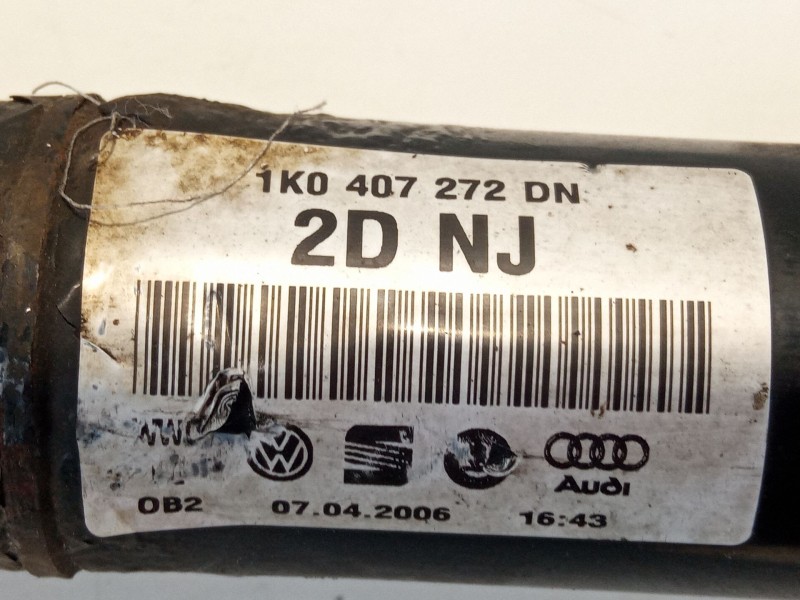 1K0 407 272 DN
2D NJ
Audi
OB2 07.04.2006 16:43